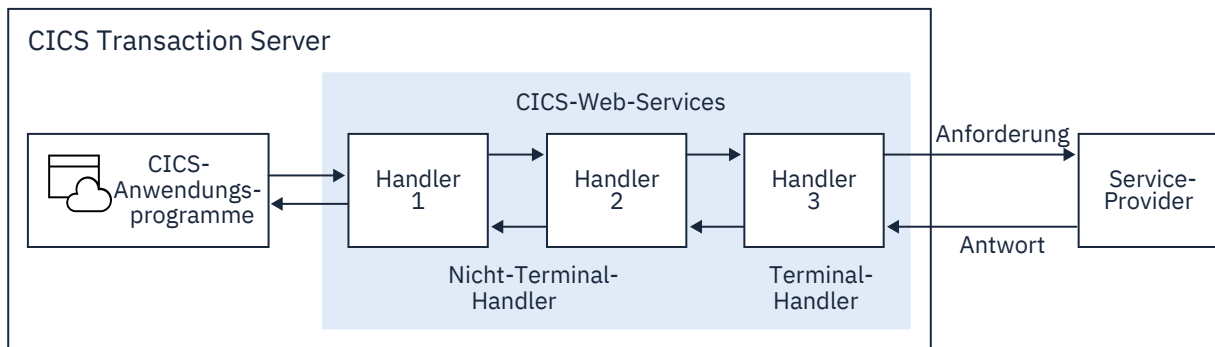 CICS Transaction Server
CICS-Web-Services
CICS-
Anwendungs-
programme
Handler
1
Handler
2
Handler
3
Anforderung
Service-
Provider
Antwort
Nicht-Terminal-
Handler
Terminal-
Handler